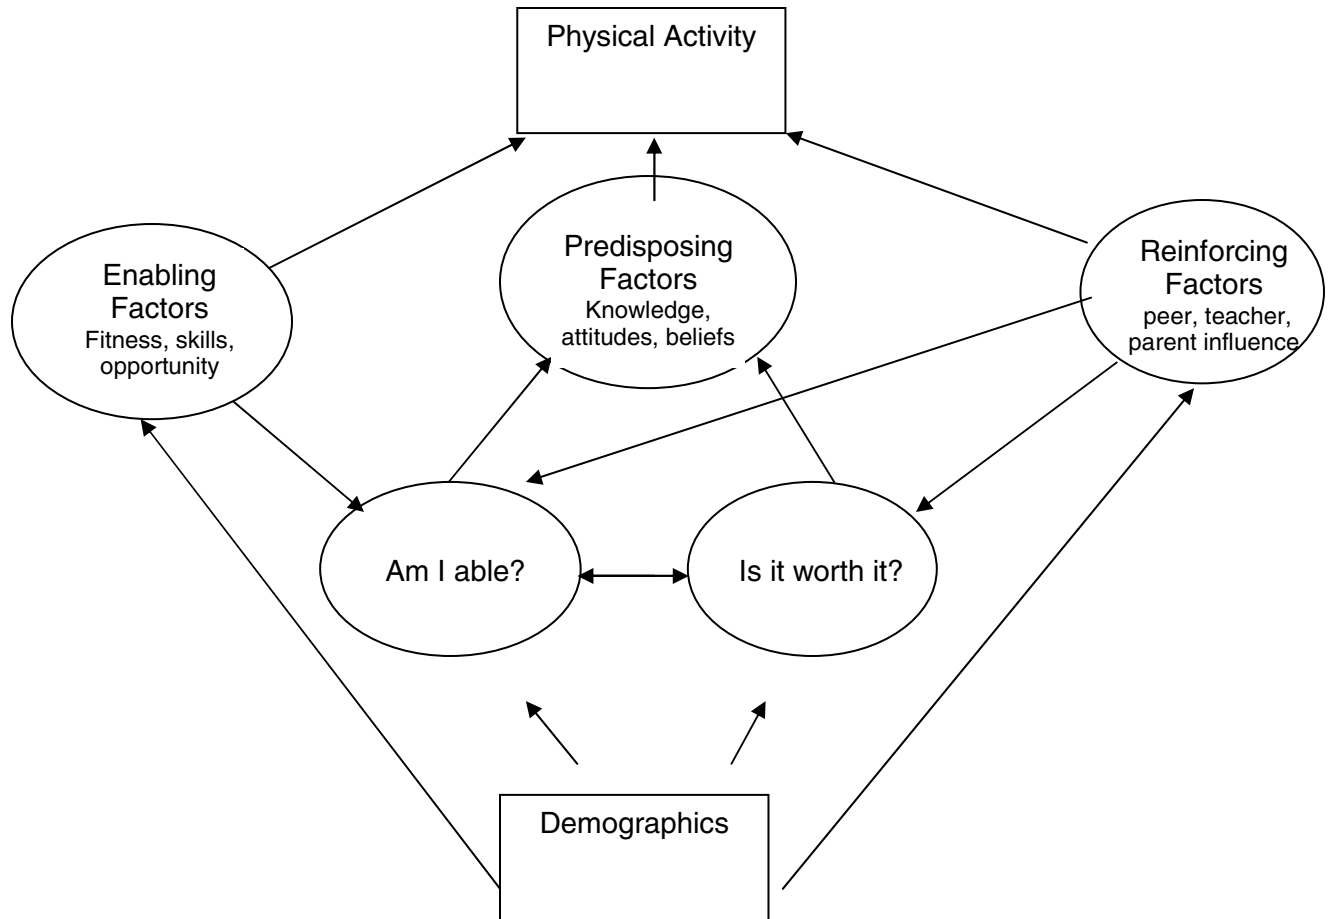 Physical Activity
Enabling
Factors
Fitness, skills,
opportunity
Predisposing
Factors
Knowledge,
attitudes, beliefs
Reinforcing
Factors
peer, teacher,
parent influence
Am I able?
Is it worth it?
Demographics